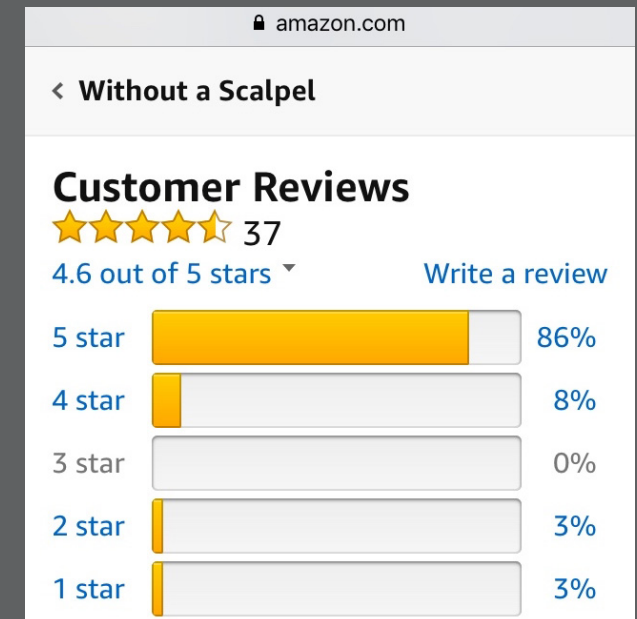 amazon.com
< Without a Scalpel
Customer Reviews
37
4.6 out of 5 stars
Write a review
5 star 86%
4 star 8%
3 star 0%
2 star 3%
1 star 3%